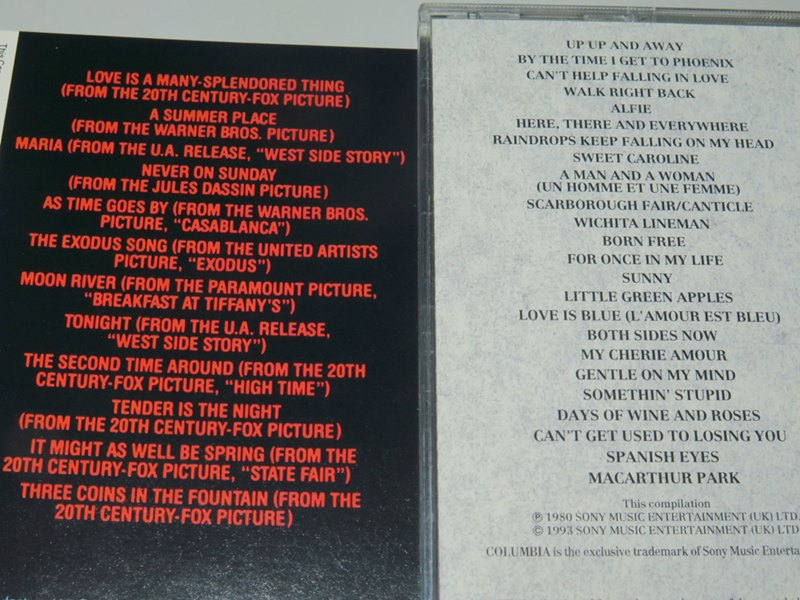 LOVE IS A MANY-SPLENDORED THING
(FROM THE 20TH CENTURY-FOX PICTURE)
A SUMMER PLACE
(FROM THE WARNER BROS. PICTURE)
MARIA (FROM THE U.A. RELEASE, "WEST SIDE STORY")
NEVER ON SUNDAY
(FROM THE JULES DASSIN PICTURE)
AS TIME GOES BY (FROM THE WARNER BROS.
PICTURE, "CASABLANCA")
THE EXODUS SONG (FROM THE UNITED ARTISTS
PICTURE, "EXODUS")
MOON RIVER (FROM THE PARAMOUNT PICTURE,
"BREAKFAST AT TIFFANY'S")
TONIGHT (FROM THE U.A. RELEASE,
"WEST SIDE STORY")
THE SECOND TIME AROUND (FROM THE 20TH
CENTURY-FOX PICTURE, "HIGH TIME")
TENDER IS THE NIGHT
(FROM THE 20TH CENTURY-FOX PICTURE)
IT MIGHT AS WELL BE SPRING (FROM THE
20TH CENTURY-FOX PICTURE, "STATE FAIR")
THREE COINS IN THE FOUNTAIN (FROM THE
20TH CENTURY-FOX PICTURE)
UP UP AND AWAY
BY THE TIME I GET TO PHOENIX
CAN'T HELP FALLING IN LOVE
WALK RIGHT BACK
ALFIE
HERE, THERE AND EVERYWHERE
RAINDROPS KEEP FALLING ON MY HEAD
SWEET CAROLINE
A MAN AND A WOMAN
(UN HOMME ET UNE FEMME)
SCARBOROUGH FAIR/CANTICLE
WICHITA LINEMAN
BORN FREE
FOR ONCE IN MY LIFE
SUNNY
LITTLE GREEN APPLES
LOVE IS BLUE (L'AMOUR EST BLEU)
BOTH SIDES NOW
MY CHERIE AMOUR
GENTLE ON MY MIND
SOMETHIN' STUPID
DAYS OF WINE AND ROSES
CAN'T GET USED TO LOSING YOU
SPANISH EYES
MACARTHUR PARK
This compilation
℗ 1980 SONY MUSIC ENTERTAINMENT (UK) LTD.
© 1993 SONY MUSIC ENTERTAINMENT (UK) LTD
COLUMBIA is the exclusive trademark of Sony Music Enterta